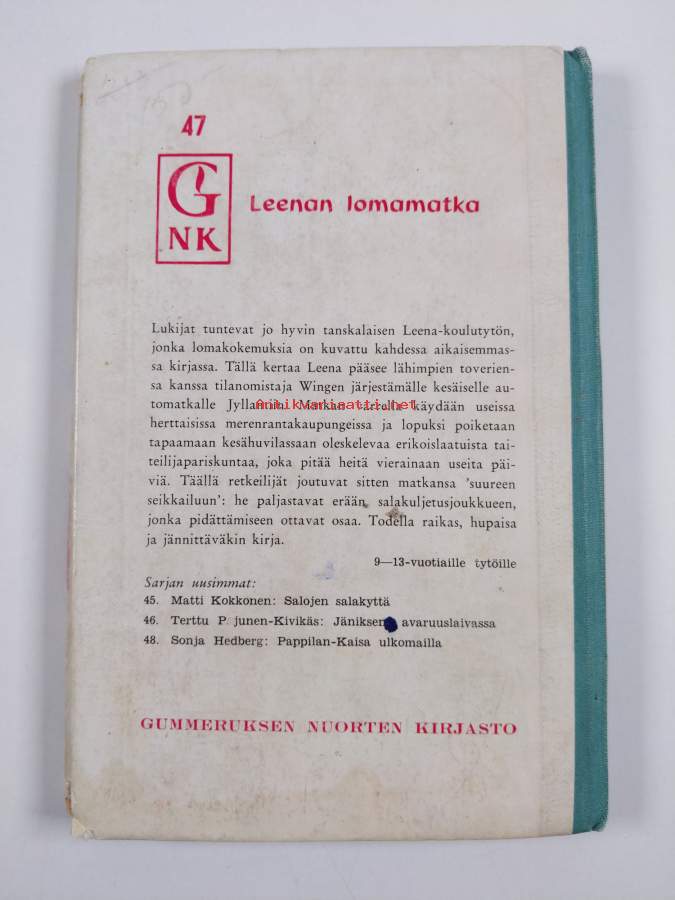 47
G
NK
Leenan lomamatka
Lukijat tuntevat jo hyvin tanskalaisen Leena-koulutytön,
jonka lomakokemuksia on kuvattu kahdessa aikaisemmas-
sa kirjassa. Tällä kertaa Leena pääsee lähimpien toverien-
sa kanssa tilanomistaja Wingen järjestämälle kesäiselle au-
tomatkalle Jyllantiin. Matkan varrella käydään useissa
Antikvariaatti.net
herttaisissa merenrantakaupungeissa ja lopuksi poiketaan
tapaamaan kesähuvilassaan oleskelevaa erikoislaatuista tai-
teilijapariskuntaa, joka pitää heitä vierainaan useita päi-
viä. Täällä retkeilijät joutuvat sitten matkansa 'suureen
seikkailuun': he paljastavat erään salakuljetusjoukkueen,
jonka pidättämiseen ottavat osaa. Todella raikas, hupaisa
ja jännittäväkin kirja.
9—13-vuotiaille tytöille
Sarjan uusimmat:
45. Matti Kokkonen: Salojen salakyttä
46. Terttu P junen-Kivikäs: Jäniksenä avaruuslaivassa
48. Sonja Hedberg: Pappilan-Kaisa ulkomailla
GUMMERUKSEN NUORTEN KIRJASTO